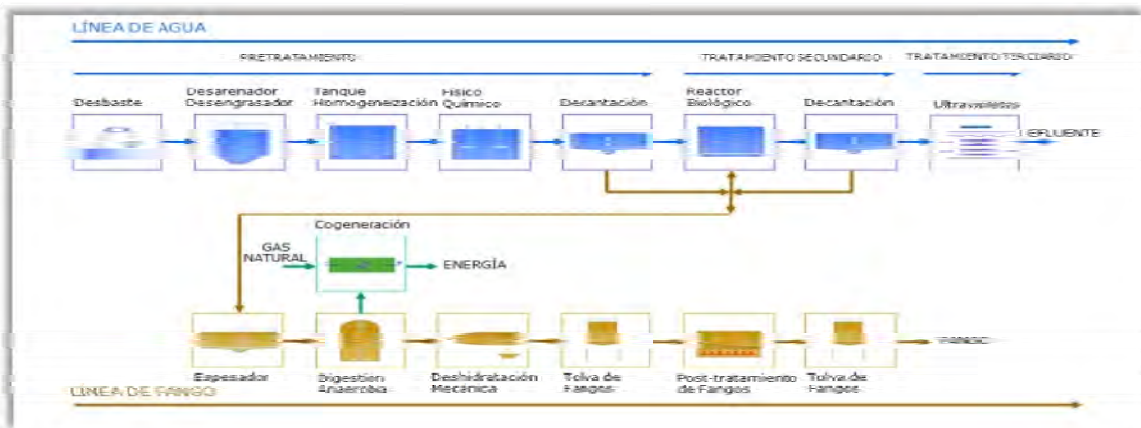 LÍNEA DE AGUA
PRETRATAMIENTO
TRATAMIENTO SECUNDARIO
TRATAMIENTO TERCIARIO
Desbaste
Desarenador
Desengrasador
Tanque
Homogeneización
Físico
Químico
Decantación
Reactor
Biológico
Decantación
Ultravioletas
EFLUENTE
Cogeneración
GAS
NATURAL
ENERGÍA
FANGO
Espesador
Digestión
Anaerobia
Deshidratación
Mecánica
Tolva de
Fangos
Post-tratamiento
de Fangos
Tolva de
Fangos
LÍNEA DE FANGO